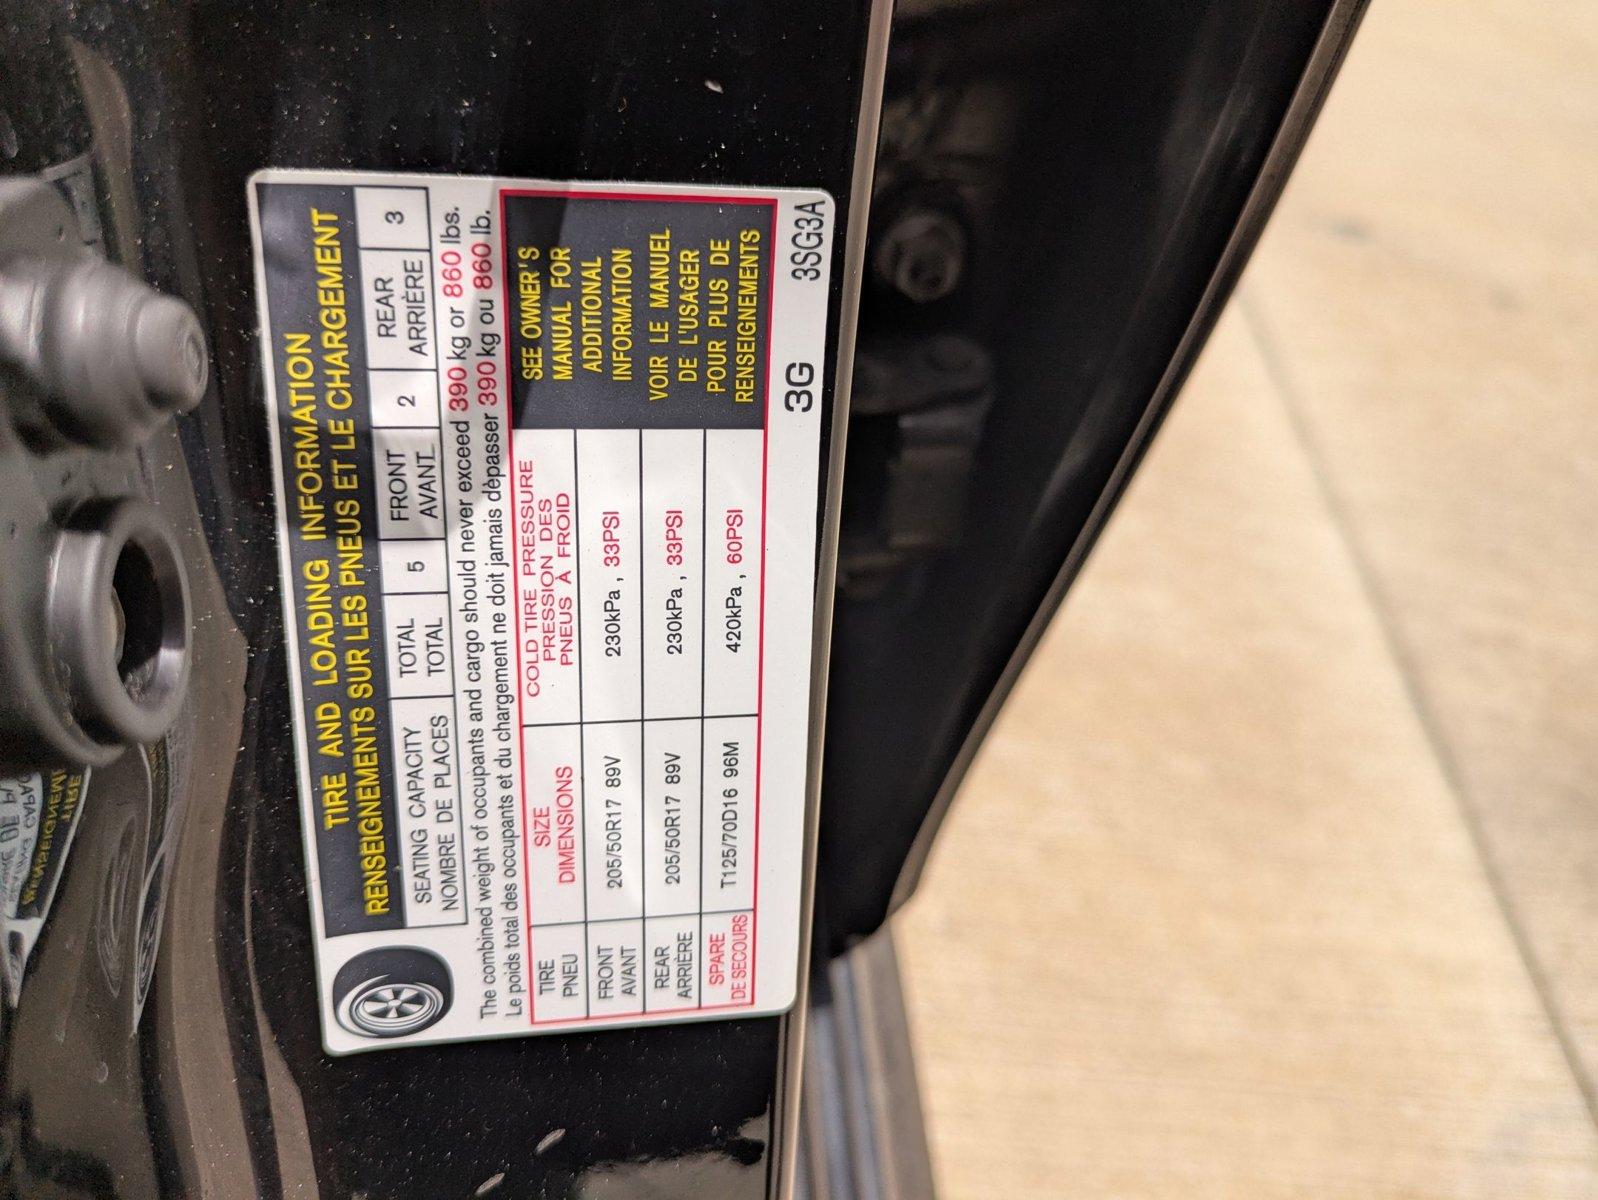 TIRE AND LOADING INFORMATION
RENSEIGNEMENTS SUR LES PNEUS ET LE CHARGEMENT
SEATING CAPACITY
NOMBRE DE PLACES
TOTAL
TOTAL
5
FRONT
AVANT
2
REAR
ARRIÈRE
3
The combined weight of occupants and cargo should never exceed 390 kg or 860 lbs.
Le poids total des occupants et du chargement ne doit jamais dépasser 390 kg ou 860 lb.
TIRE
PNEU
SIZE
DIMENSIONS
COLD TIRE PRESSURE
PRESSION DES
PNEUS À FROID
FRONT
AVANT
205/50R17 89V
230kPa, 33PSI
REAR
ARRIÈRE
205/50R17 89V
230kPa, 33PSI
SPARE
DE SECOURS
T125/70D16 96M
420kPa, 60PSI
SEE OWNER'S
MANUAL FOR
ADDITIONAL
INFORMATION
VOIR LE MANUEL
DE L'USAGER
POUR PLUS DE
RENSEIGNEMENTS
3G
3SG3A